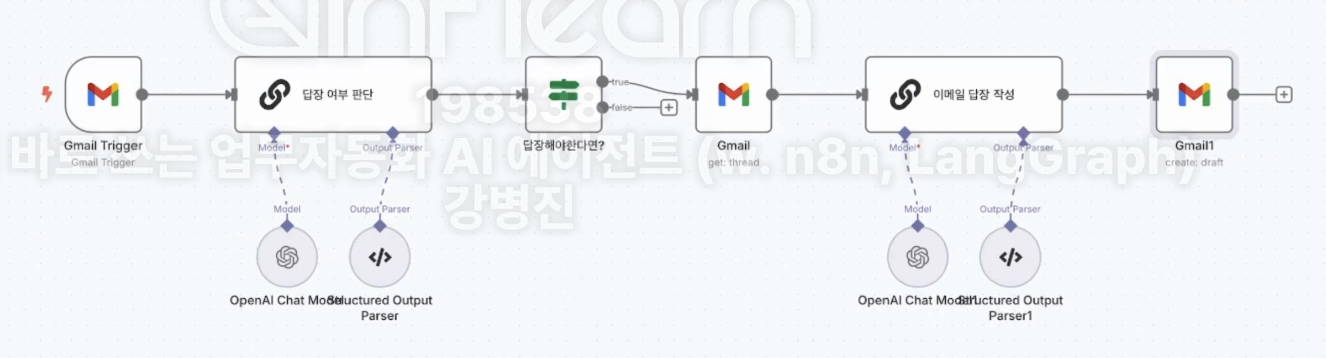 Inflearn
198538
바로쓰는 업무자동화 AI 에이전트 (w. n8n, LangGraph)
강병진
Gmail Trigger
Gmail Trigger
답장 여부 판단
Model*
Output Parser
Model
Output Parser
OpenAI Chat Model
Structured Output
Parser
true
false
답장해야한다면?
Gmail
get: thread
이메일 답장 작성
Model*
Output Parser
Model
Output Parser
OpenAI Chat Model1
Structured Output
Parser1
Gmail1
create: draft